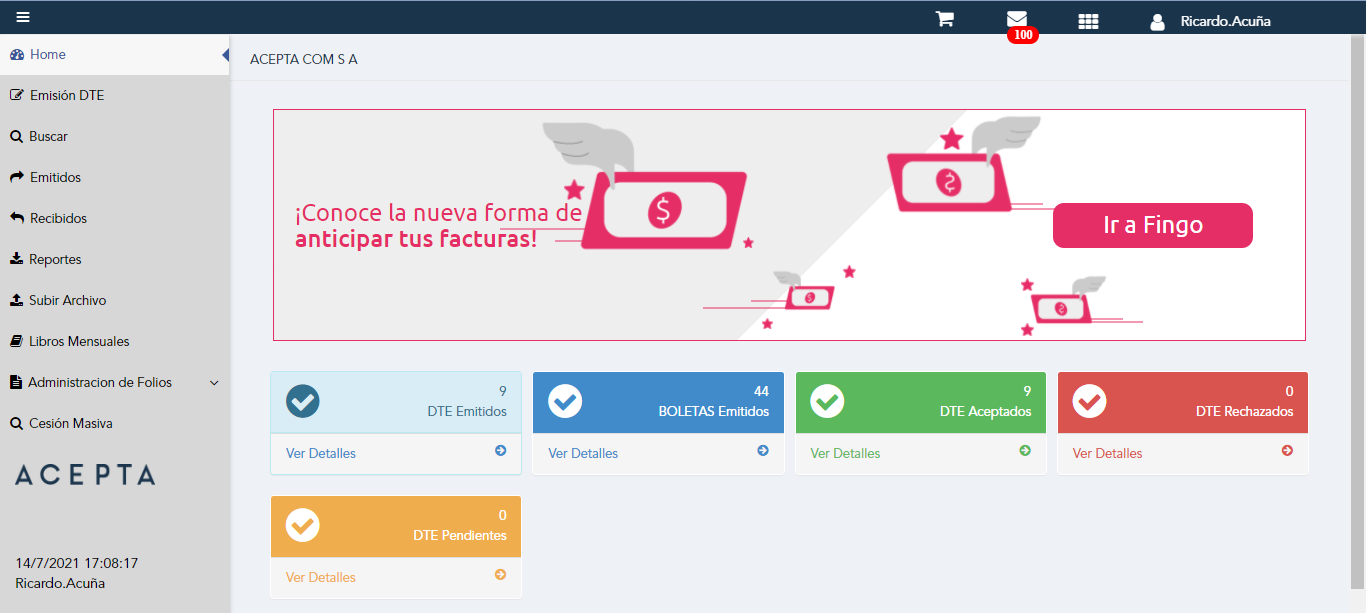 100
Ricardo.Acuña
Home
ACEPTA COM S A
Emisión DTE
Buscar
Emitidos
Recibidos
Reportes
Subir Archivo
Libros Mensuales
Administracion de Folios
Cesión Masiva
ACEPTA
14/7/2021 17:08:17
Ricardo.Acuña
¡Conoce la nueva forma de
anticipar tus facturas!
Ir a Fingo
9
DTE Emitidos
Ver Detalles
44
BOLETAS Emitidos
Ver Detalles
9
DTE Aceptados
Ver Detalles
0
DTE Rechazados
Ver Detalles
0
DTE Pendientes
Ver Detalles